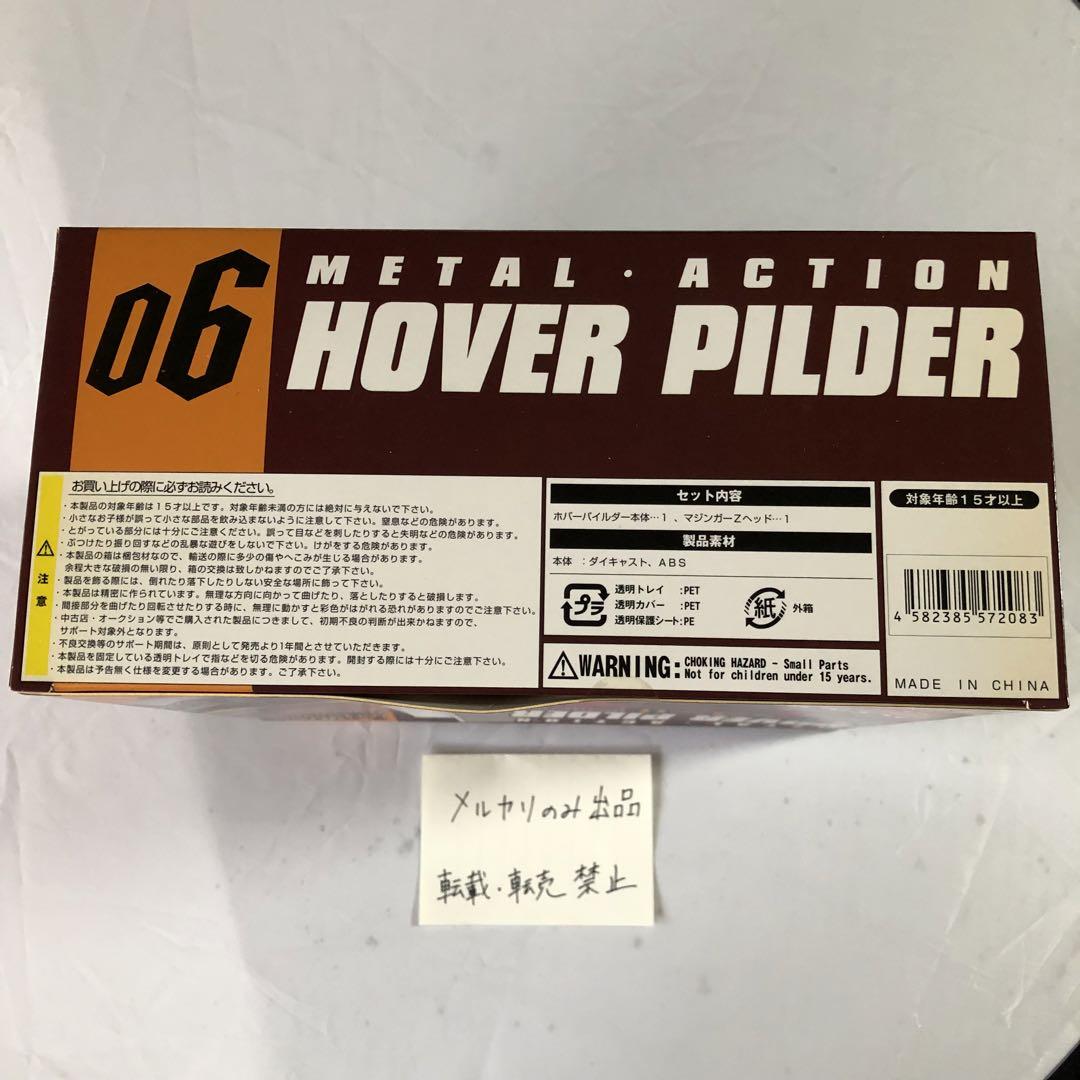 06
METAL・ACTION
HOVER PILDER
注意
お買い上げの際に必ずお読みください。
・本製品の対象年齢は15才以上です。対象年齢未満の方には絶対に与えないで下さい。
・小さなお子様が誤って小さな部品を飲み込まないように注意して下さい。窒息などの危険があります。
・とがっている部分には十分にご注意ください。誤って目などを刺したりすると失明などの危険があります。
・ぶつけたり振り回すなどの乱暴な遊びをしないで下さい。けがをする危険があります。
・本製品の箱は梱包材なので、輸送の際に多少の傷やへこみが生じる場合があります。
余程大きな破損の無い限り、箱の交換は致しかねますのでご了承下さい。
・製品を飾る際には、倒れたり落下したりしない安全な場所に飾って下さい。
・本製品は精密に作られています。無理な方向に向かって曲げたり、落としたりすると破損します。
・間接部分を曲げたり回転させたりする時に、無理に動かすと彩色がはがれる恐れがありますのでご注意下さい。
・中古店・オークション等でご購入された製品につきまして、初期不良の判断が出来かねますので、
サポート対象外となります。
・不良交換等のサポート期間は、原則として発売より1年間とさせていただきます。
・本製品を固定している透明トレイで指などを切る危険があります。開封する際には十分にご注意下さい。
・本製品は予告無く仕様を変更する場合があります。ご了承下さい。
セット内容
ホバーパイルダー本体…1 、マジンガーZヘッド…1
製品素材
本体 ：ダイキャスト、ABS
プラ
透明トレイ ：PET
透明カバー ：PET
透明保護シート：PE
紙
外箱
WARNING: CHOKING HAZARD - Small Parts
Not for children under 15 years.
対象年齢15才以上
4 582385 572083
MADE IN CHINA
メルカリのみ出品
転載・転売 禁止